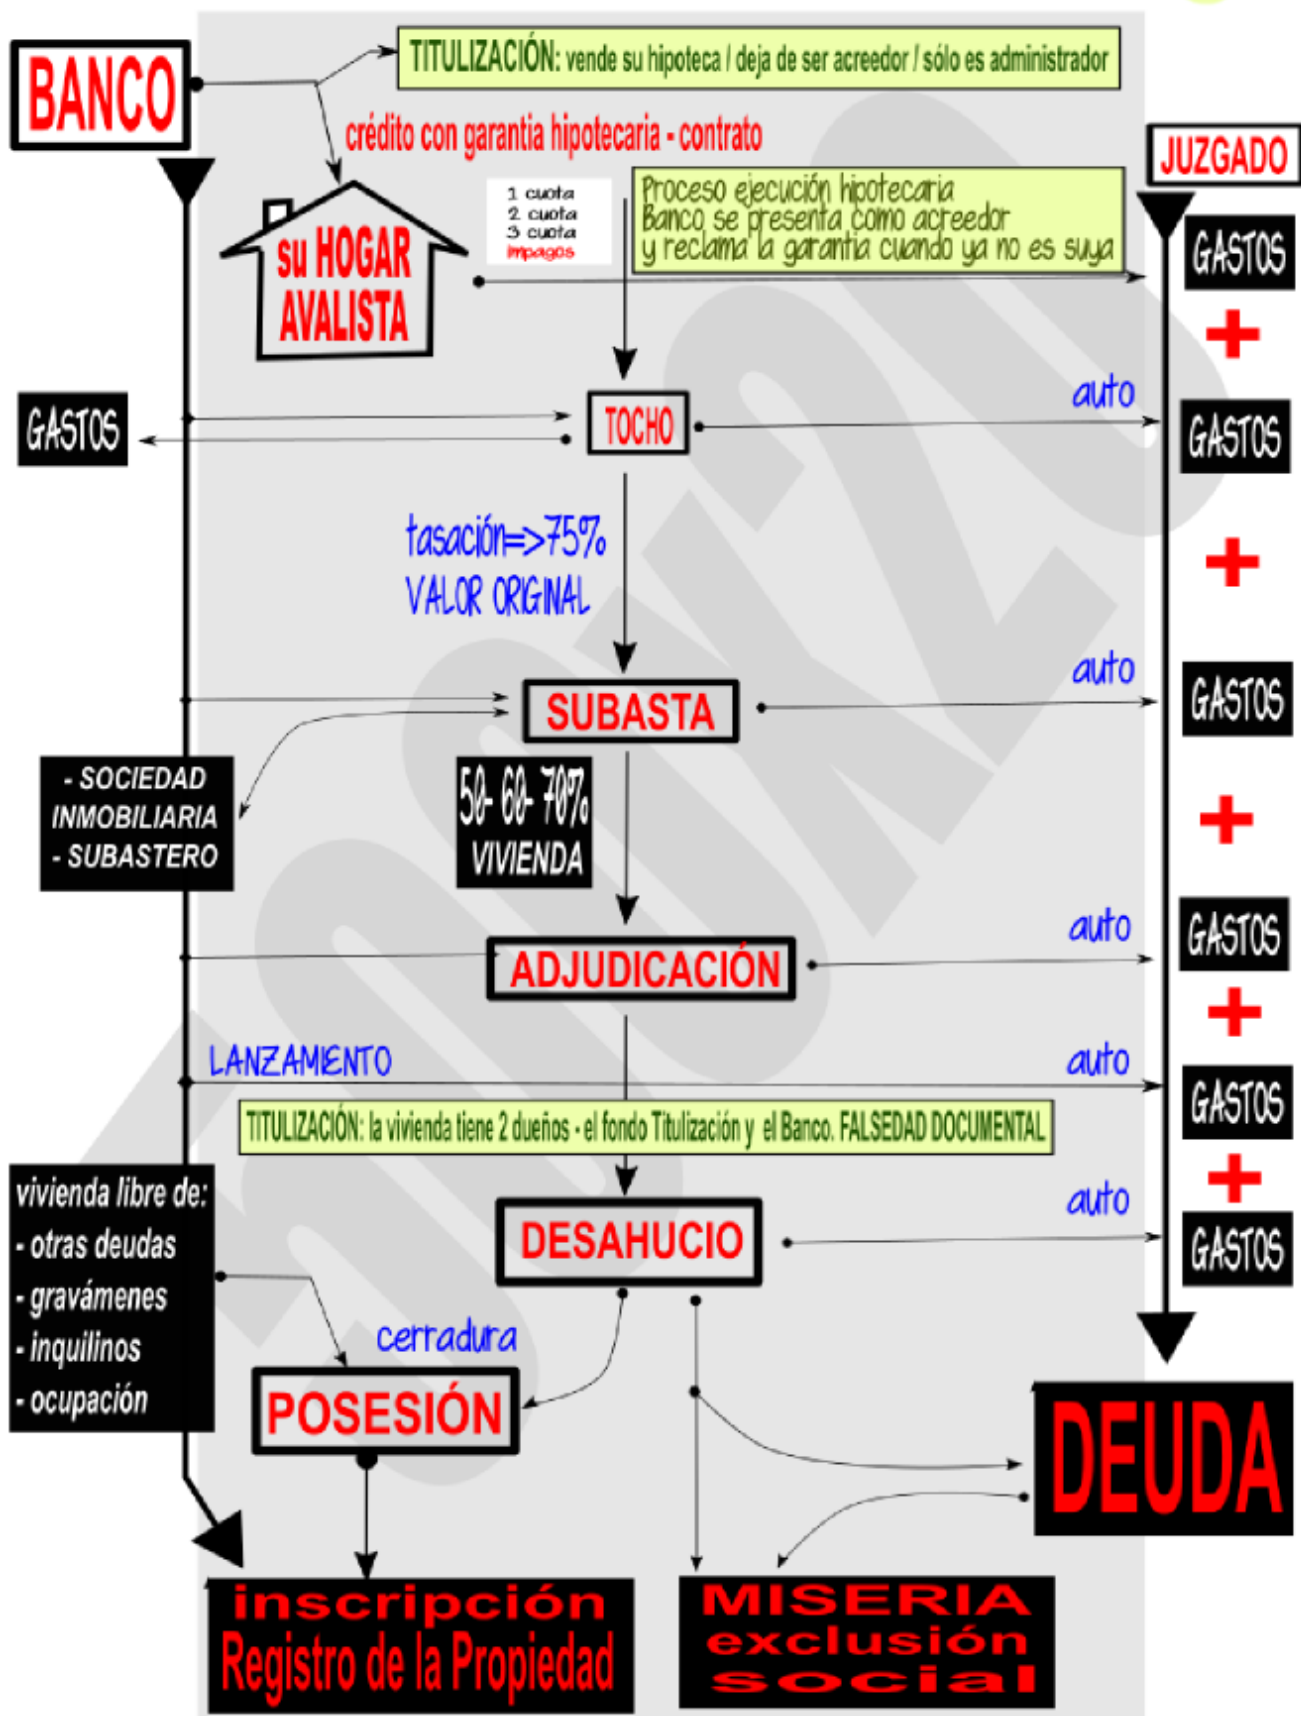 BANCO
TITULIZACIÓN: vende su hipoteca / deja de ser acreedor / sólo es administrador
crédito con garantia hipotecaria - contrato
JUZGADO
su HOGAR
AVALISTA
1 cuota
2 cuota
3 cuota
impagos
Proceso ejecución hipotecaria
Banco se presenta como acreedor
y reclama la garantia cuando ya no es suya
GASTOS
+
GASTOS
TOCHO
auto
GASTOS
tasación=>75%
VALOR ORIGINAL
+
SUBASTA
auto
GASTOS
- SOCIEDAD
INMOBILIARIA
- SUBASTERO
50- 60- 70%
VIVIENDA
+
ADJUDICACIÓN
auto
GASTOS
+
LANZAMIENTO
auto
GASTOS
TITULIZACIÓN: la vivienda tiene 2 dueños - el fondo Titulización y el Banco. FALSEDAD DOCUMENTAL
+
vivienda libre de:
- otras deudas
- gravámenes
- inquilinos
- ocupación
DESAHUCIO
auto
GASTOS
cerradura
POSESIÓN
DEUDA
inscripción
Registro de la Propiedad
MISERIA
exclusión
social
500x20